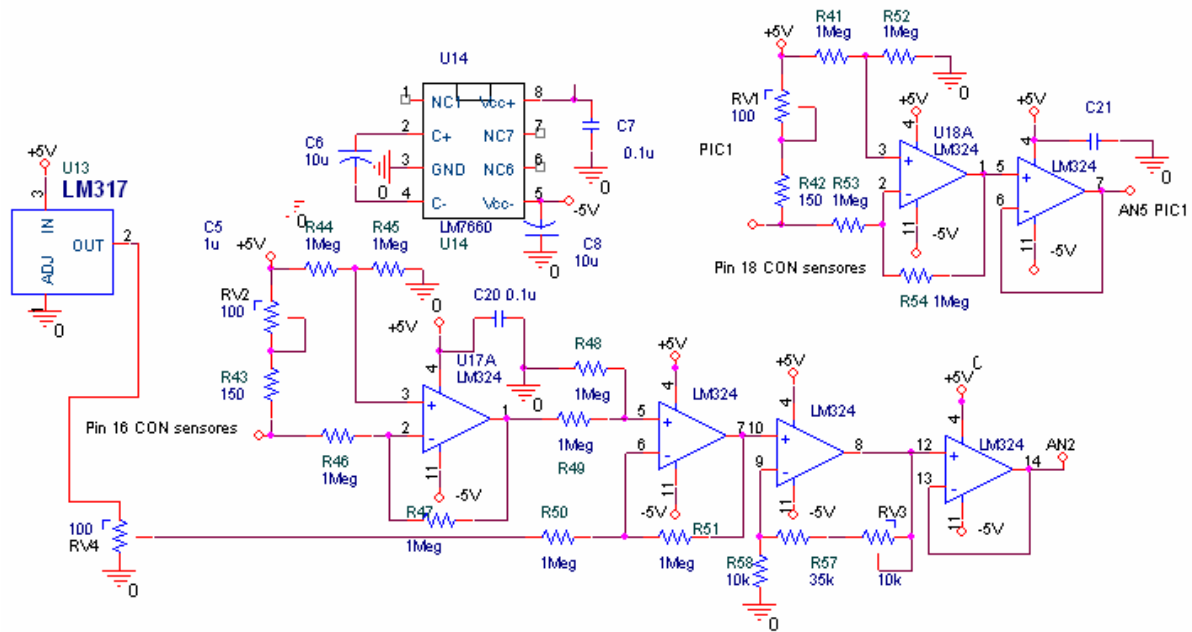 U14
1
NC1
Vcc+
8
2
C+
NC7
7
3
GND
NC6
6
4
C-
Vcc-
5
LM7660
U14
C6
10u
0
C7
0.1u
0
-5V
C8
10u
0
+5V
U13
LM317
3
IN
OUT
2
ADJ
1
0
0
C5
1u
+5V
R44
1Meg
R45
1Meg
0
RV2
100
R43
150
Pin 16 CON sensores
R46
1Meg
+5V
C20 0.1u
0
U17A
LM324
4
3
+
2
-
1
11
-5V
R47
1Meg
R48
1Meg
R49
1Meg
+5V
4
LM324
5
+
6
-
7
11
-5V
R50
1Meg
R51
1Meg
100
RV4
0
+5V
4
LM324
10
+
9
-
8
11
-5V
RV3
10k
R57
35k
R58
10k
0
C
+5V
4
LM324
12
+
13
-
14
11
-5V
AN2
+5V
R41
1Meg
R52
1Meg
0
RV1
100
PIC1
R42
150
R53
1Meg
Pin 18 CON sensores
+5V
4
U18A
LM324
3
+
2
-
1
11
-5V
R54 1Meg
+5V
4
C21
0
LM324
5
+
6
-
7
11
-5V
AN5 PIC1